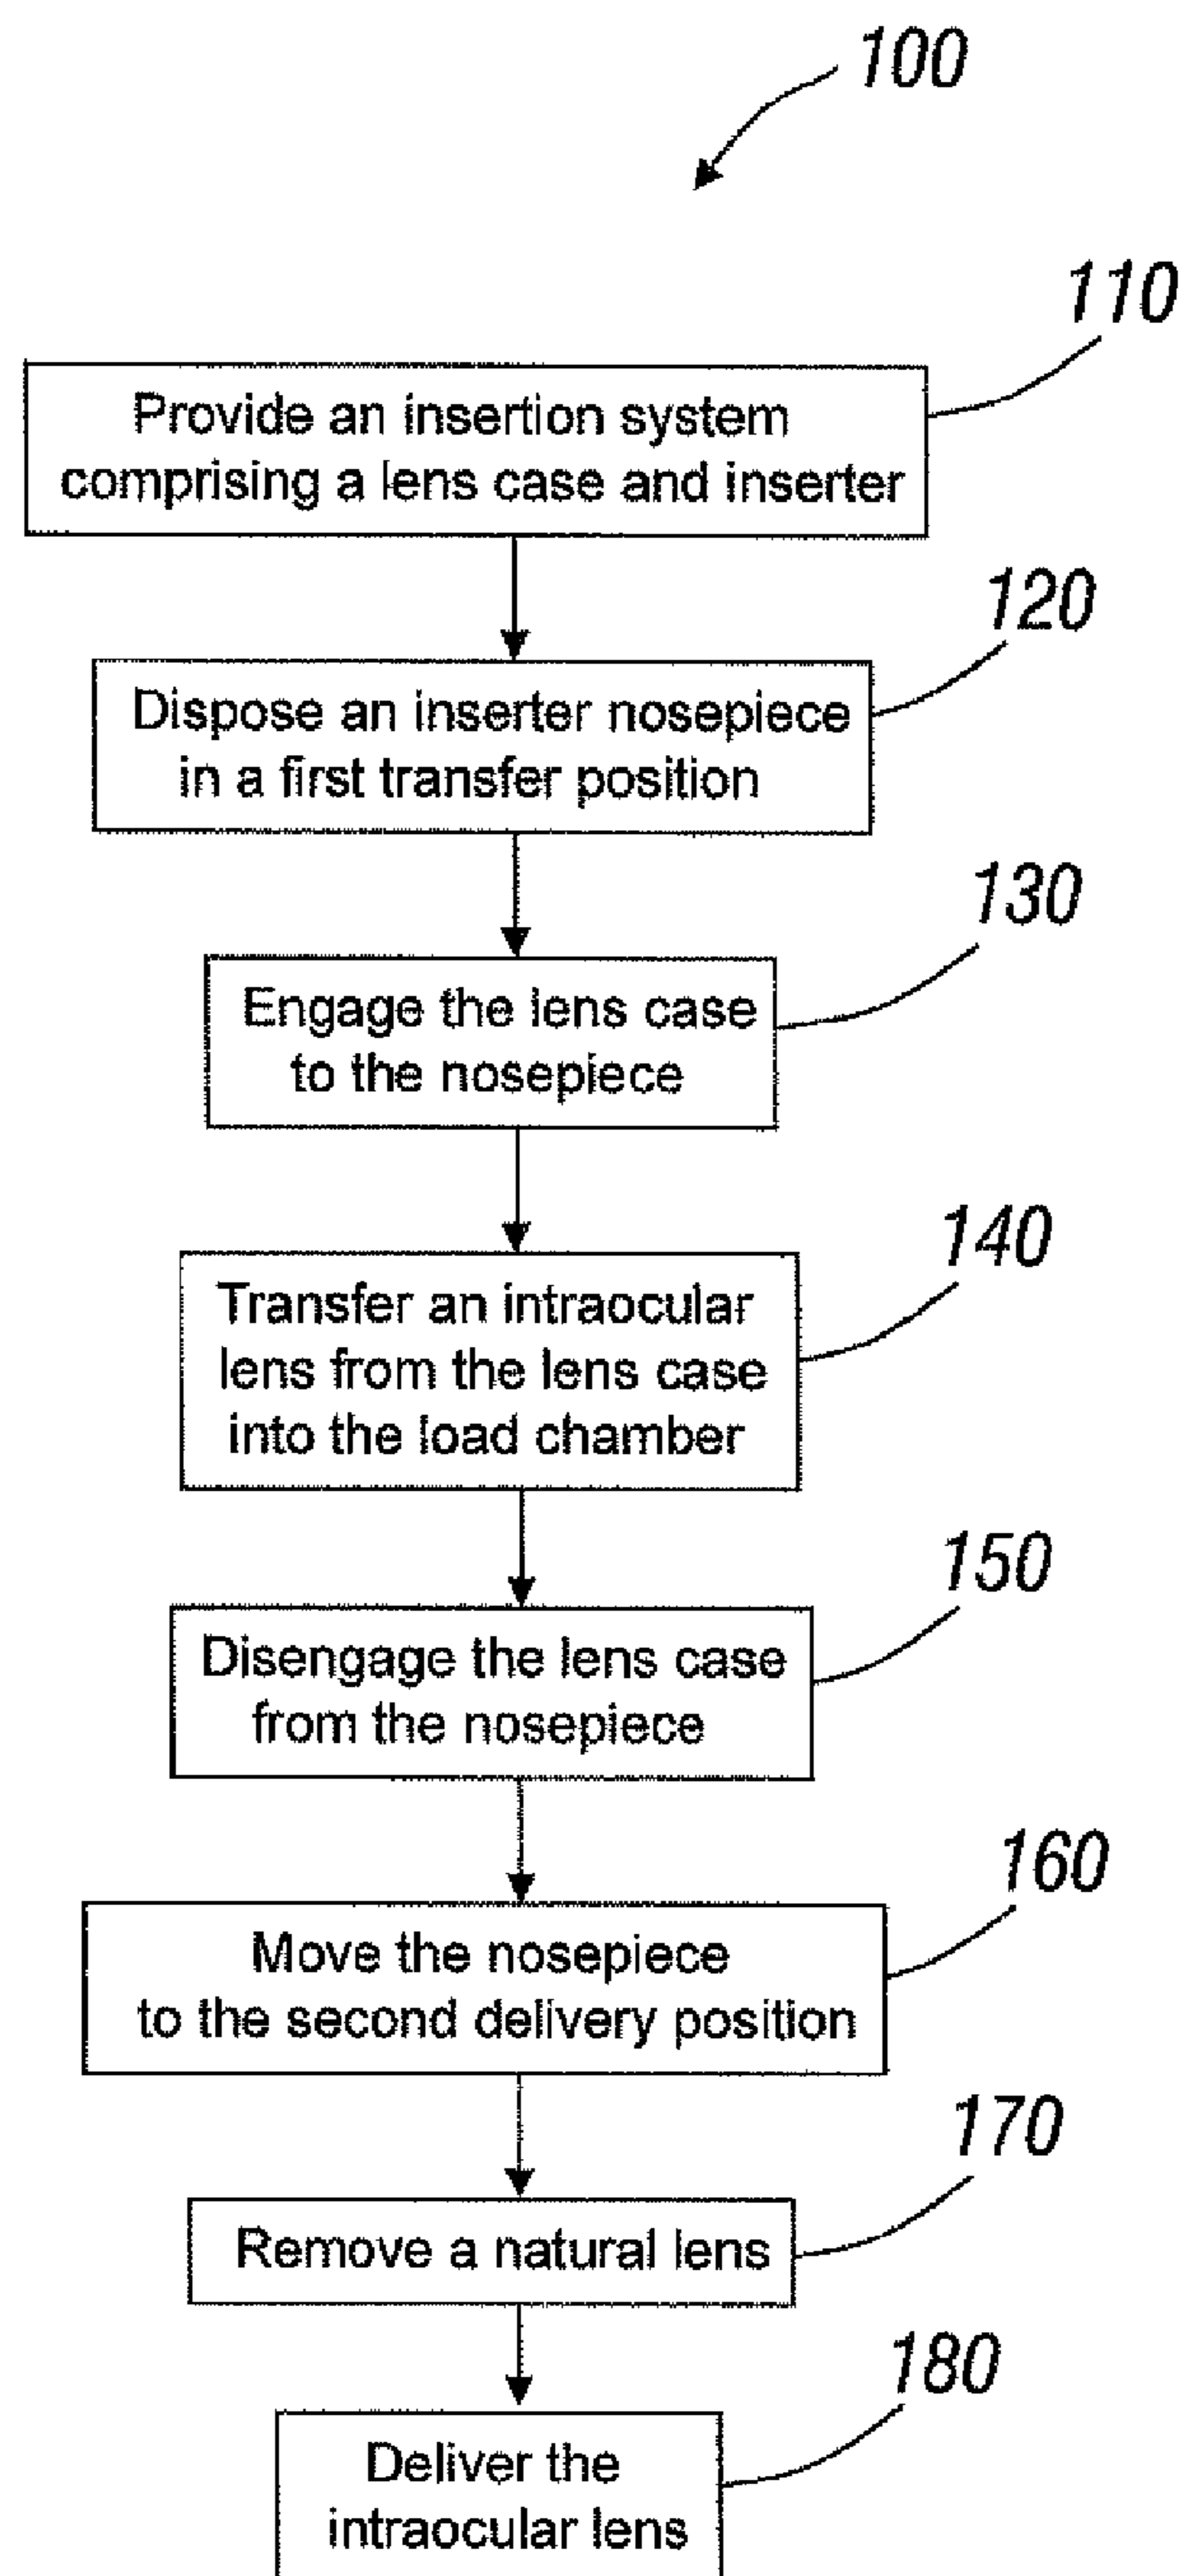 100
110
Provide an insertion system
comprising a lens case and inserter
120
Dispose an inserter nosepiece
in a first transfer position
130
Engage the lens case
to the nosepiece
140
Transfer an intraocular
lens from the lens case
into the load chamber
150
Disengage the lens case
from the nosepiece
160
Move the nosepiece
to the second delivery position
170
Remove a natural lens
180
Deliver the
intraocular lens